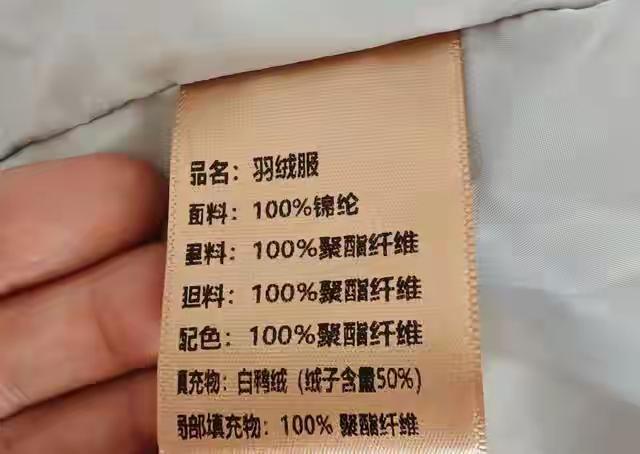 品名：羽绒服
面料：100%锦纶
里料：100%聚酯纤维
胆料：100%聚酯纤维
配色：100%聚酯纤维
填充物：白鸭绒（绒子含量50%）
局部填充物：100% 聚酯纤维